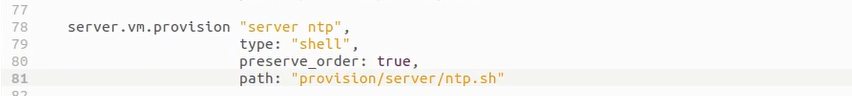 77
78 server.vm.provision "server ntp",
79 type: "shell",
80 preserve_order: true,
81 path: "provision/server/ntp.sh"
82